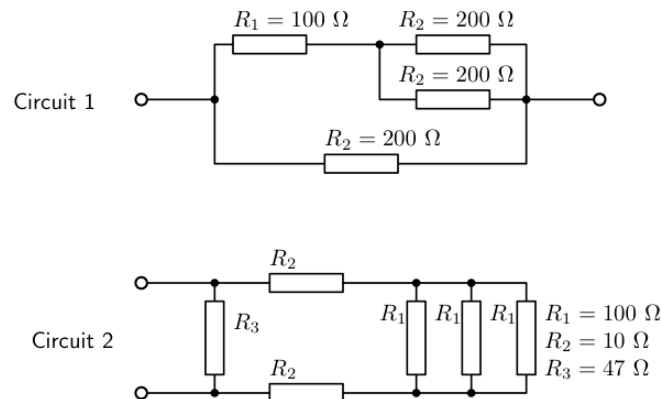 R₁ = 100 Ω
R₂ = 200 Ω
R₂ = 200 Ω
Circuit 1
R₂ = 200 Ω
R₂
R₃
R₁
R₁
R₁
R₁ = 100 Ω
Circuit 2
R₂ = 10 Ω
R₃ = 47 Ω
R₂